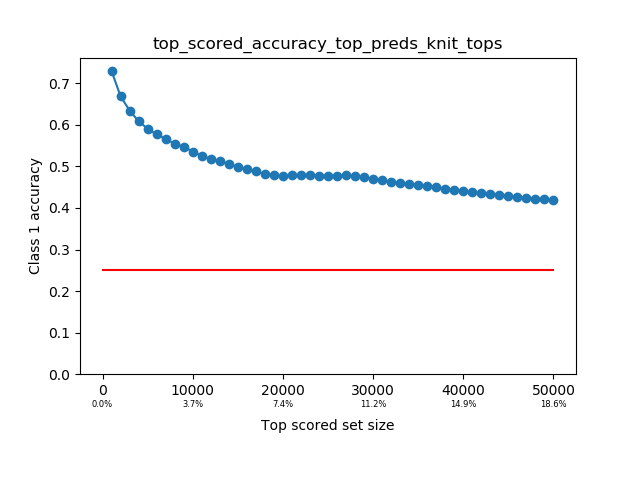 top_scored_accuracy_top_preds_knit_tops
Class 1 accuracy
0.7
0.6
0.5
0.4
0.3
0.2
0.1
0.0
0 10000 20000 30000 40000 50000
0.0% 3.7% 7.4% 11.2% 14.9% 18.6%
Top scored set size